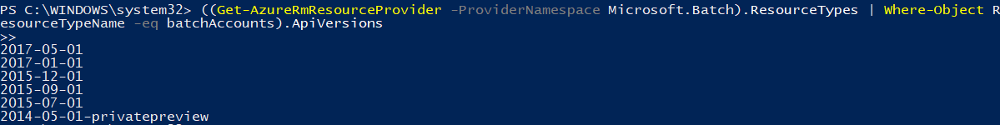 PS C:\WINDOWS\system32> ((Get-AzureRmResourceProvider -ProviderNamespace Microsoft.Batch).ResourceTypes | Where-Object R
esourceTypeName -eq batchAccounts).ApiVersions
>>
2017-05-01
2017-01-01
2015-12-01
2015-09-01
2015-07-01
2014-05-01-privatepreview